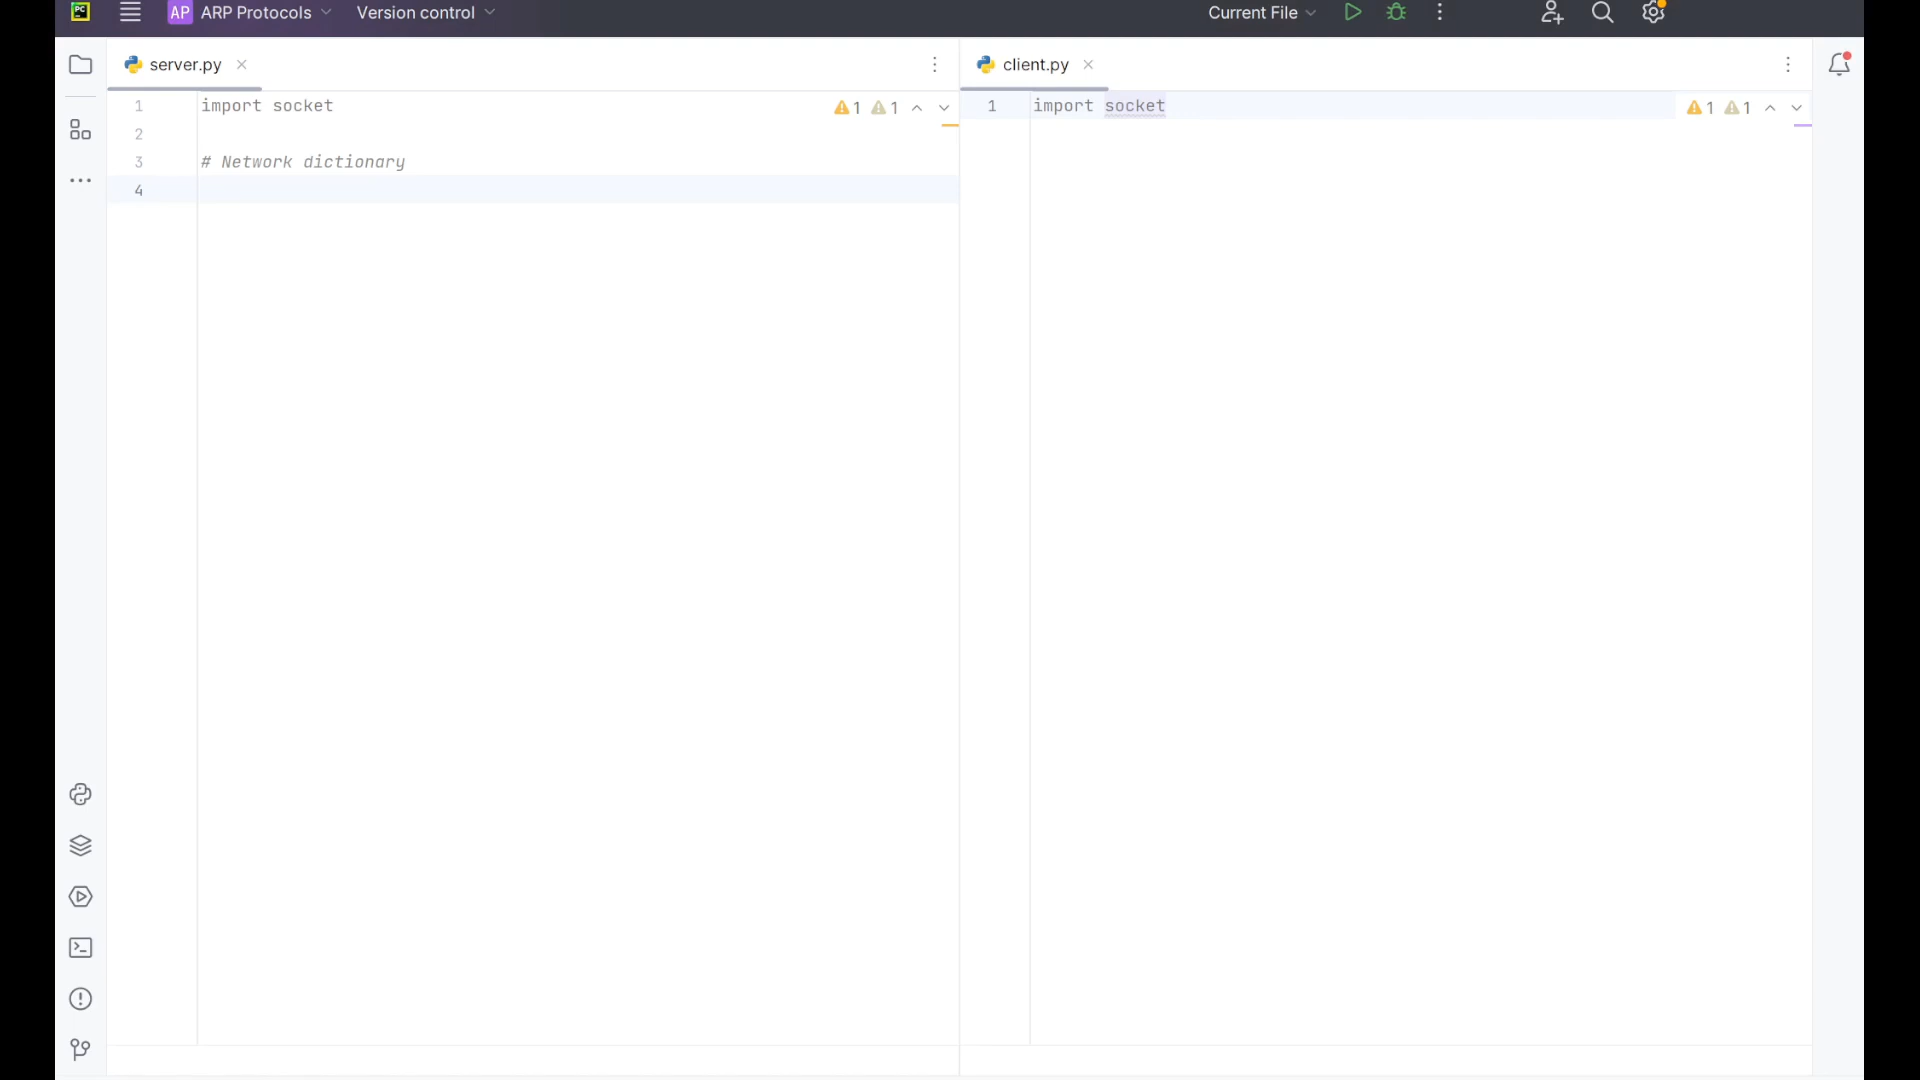 PC AP ARP Protocols Version control Current File
server.py
1 import socket 1 1
2
3 # Network dictionary
4
client.py
1 import socket 1 1